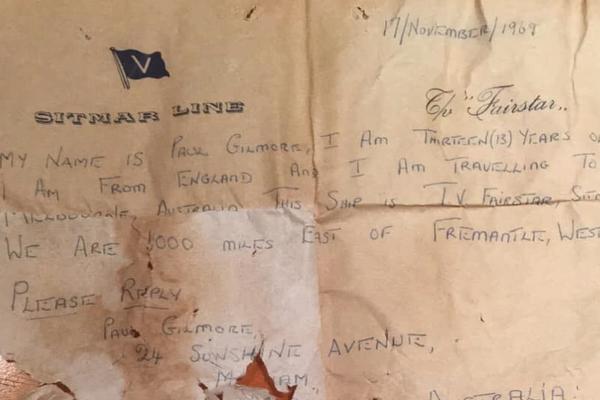 17/NOVEMBER/1969
V
SITMAR LINE
T/v "Fairstar„
MY NAME IS PAUL GILMORE, I AM THIRTEEN(13) YEARS
I AM FROM ENGLAND AND I AM TRAVELLING TO
MELBOURNE, AUSTRALIA THIS SHIP IS T.V FAIRSTAR,
WE ARE 1000 MILES EAST OF FREMANTLE,
PLEASE REPLY
PAUL GILMORE
24 SUNSHINE AVENUE,
AUSTRALIA.